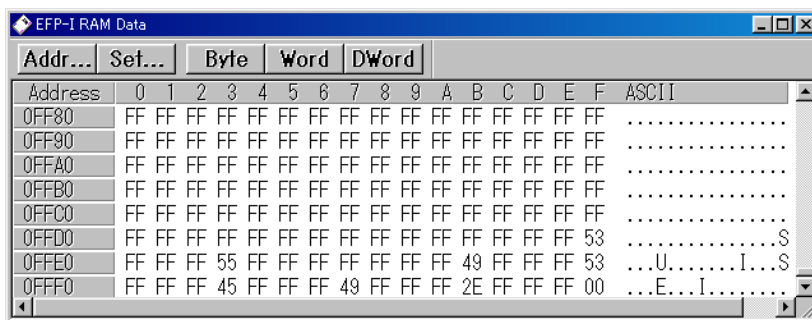 EFP-I RAM Data
Addr... Set... Byte Word DWord
Address 0 1 2 3 4 5 6 7 8 9 A B C D E F ASCII
0FF80 FF FF FF FF FF FF FF FF FF FF FF FF FF FF FF FF ................
0FF90 FF FF FF FF FF FF FF FF FF FF FF FF FF FF FF FF ................
0FFA0 FF FF FF FF FF FF FF FF FF FF FF FF FF FF FF FF ................
0FFB0 FF FF FF FF FF FF FF FF FF FF FF FF FF FF FF FF ................
0FFC0 FF FF FF FF FF FF FF FF FF FF FF FF FF FF FF FF ................
0FFD0 FF FF FF FF FF FF FF FF FF FF FF FF FF FF FF 53 ...............S
0FFE0 FF FF FF 55 FF FF FF FF FF FF FF 49 FF FF FF 53 ...U.......I...S
0FFF0 FF FF FF 45 FF FF FF 49 FF FF FF 2E FF FF FF 00 ...E...I........